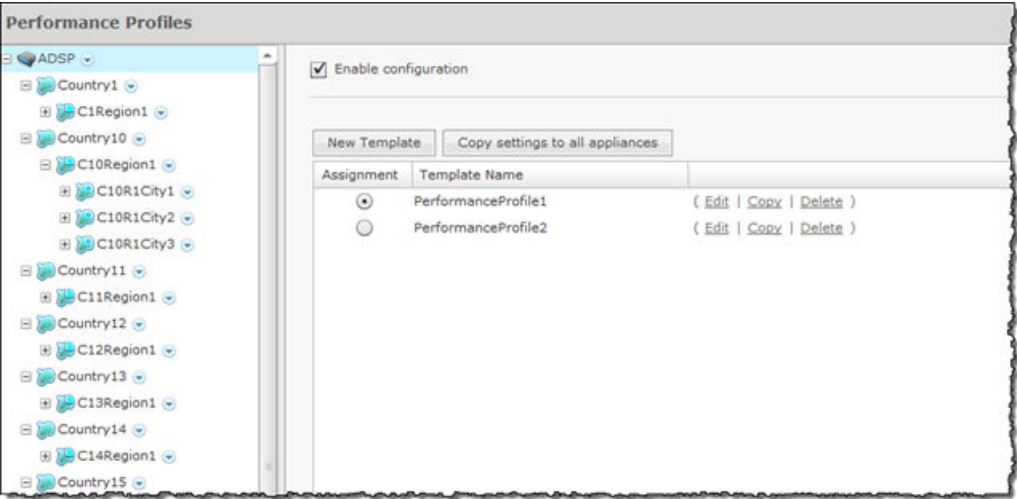 Performance Profiles
ADSP
Country1
C1Region1
Country10
C10Region1
C10R1City1
C10R1City2
C10R1City3
Country11
C11Region1
Country12
C12Region1
Country13
C13Region1
Country14
C14Region1
Country15
Enable configuration
New Template Copy settings to all appliances
Assignment Template Name
PerformanceProfile1 ( Edit | Copy | Delete )
PerformanceProfile2 ( Edit | Copy | Delete )